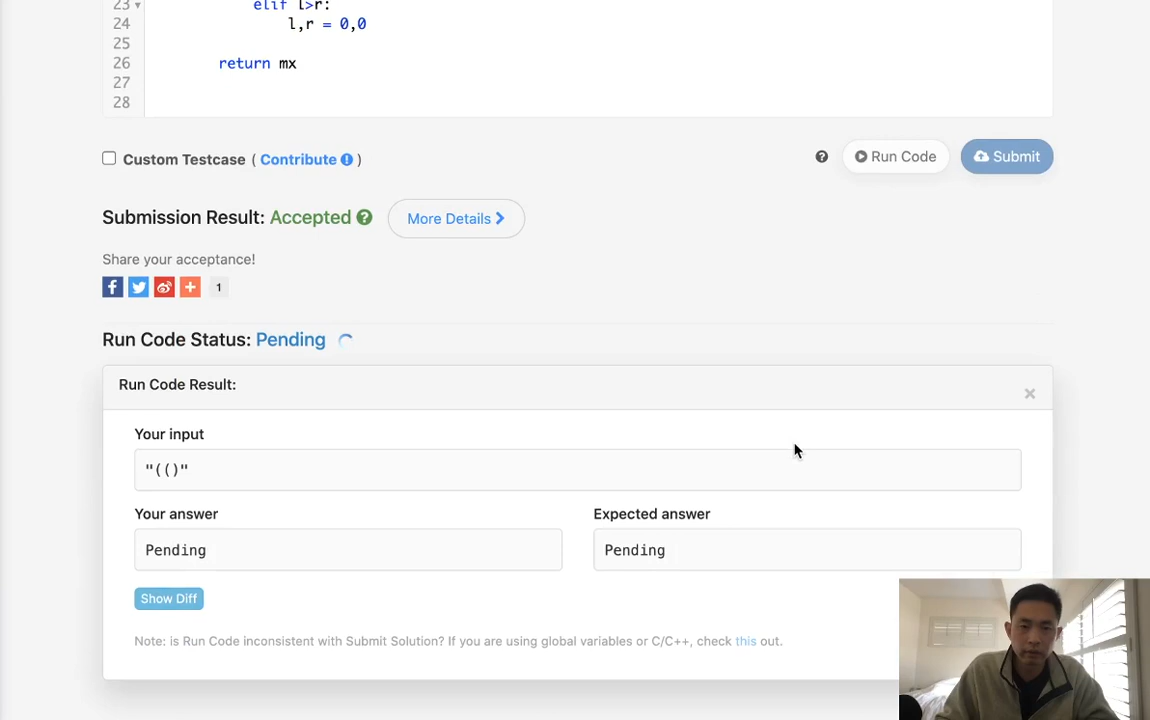 23 elif l>r:
24 l,r = 0,0
25
26 return mx
27
28
Custom Testcase ( Contribute )
Run Code
Submit
Submission Result: Accepted
More Details
Share your acceptance!
1
Run Code Status: Pending
Run Code Result:
×
Your input
"(()"
Your answer
Expected answer
Pending
Pending
Show Diff
Note: is Run Code inconsistent with Submit Solution? If you are using global variables or C/C++, check this out.